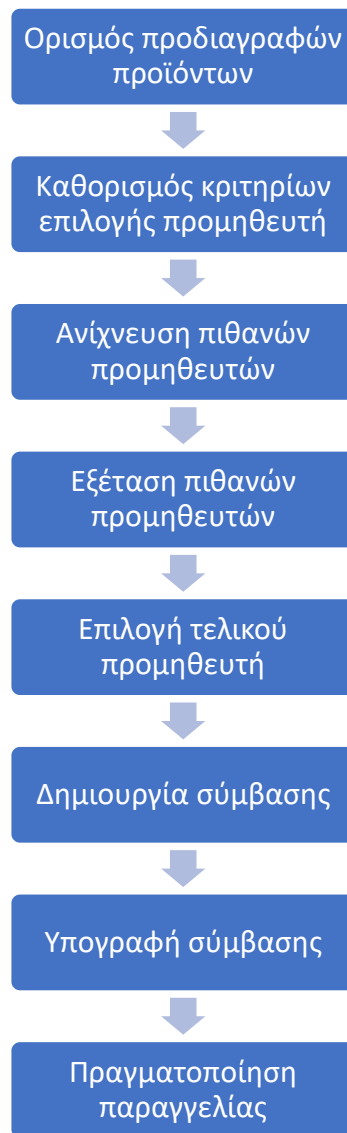 Ορισμός προδιαγραφών
προϊόντων
Καθορισμός κριτηρίων
επιλογής προμηθευτή
Ανίχνευση πιθανών
προμηθευτών
Εξέταση πιθανών
προμηθευτών
Επιλογή τελικού
προμηθευτή
Δημιουργία σύμβασης
Υπογραφή σύμβασης
Πραγματοποίηση
παραγγελίας